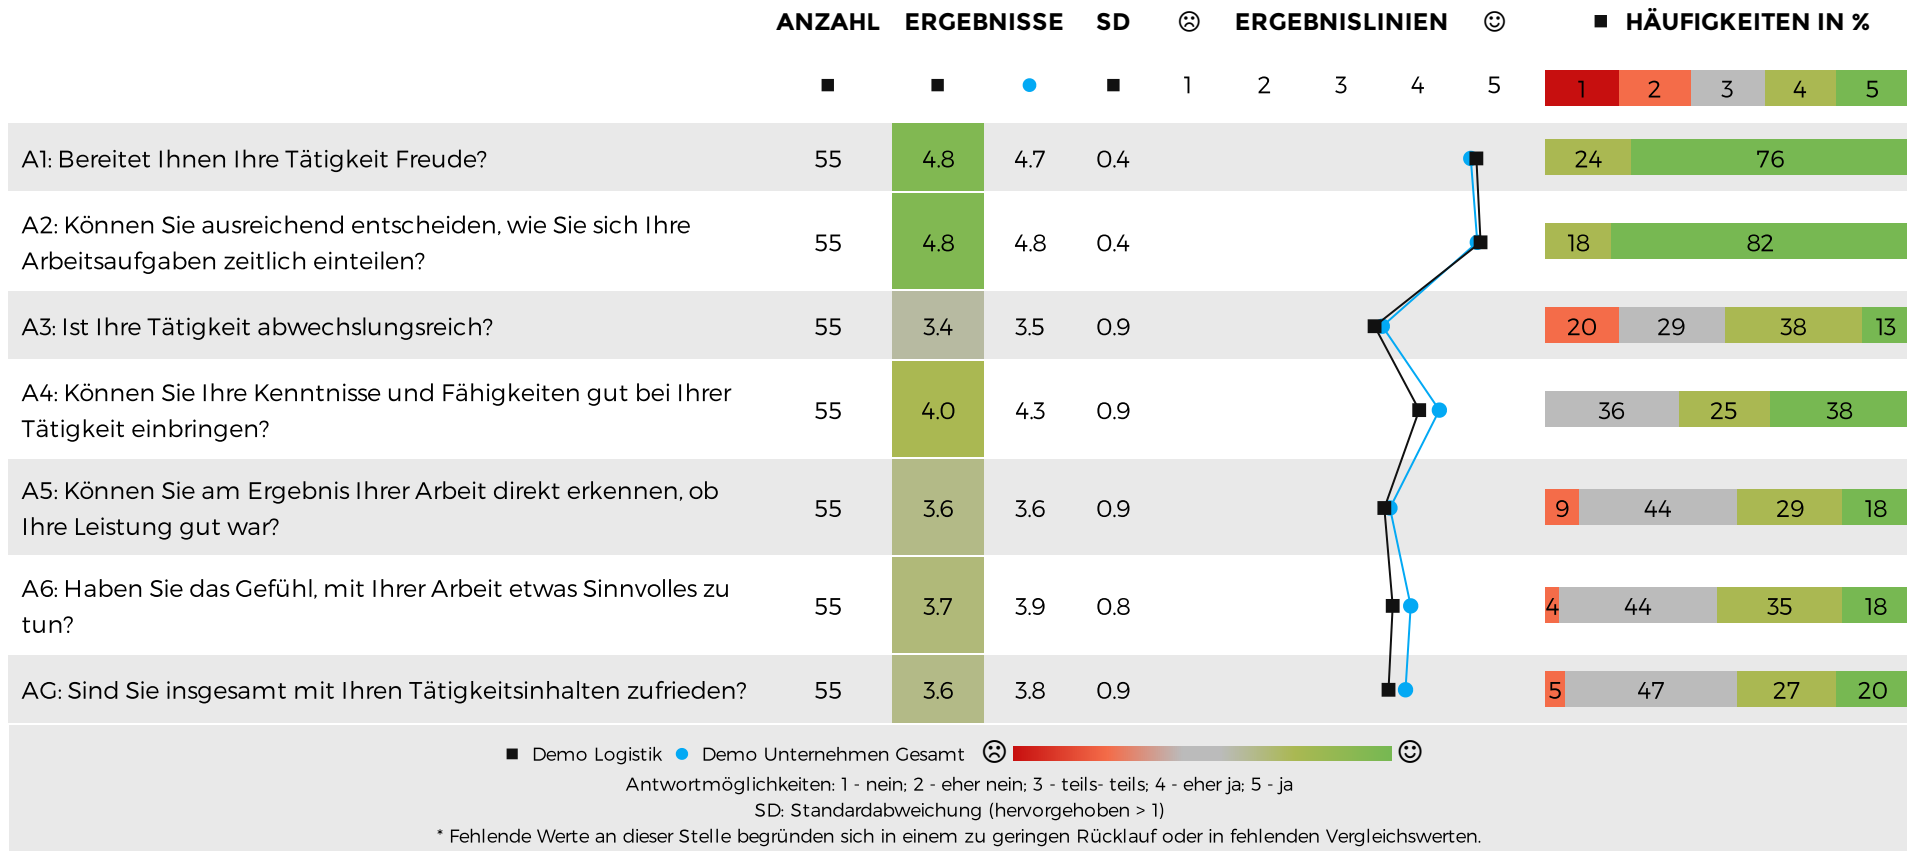 ANZAHL ERGEBNISSE SD ERGEBNISLINIEN HÄUFIGKEITEN IN %
1 2 3 4 5 1 2 3 4 5
A1: Bereitet Ihnen Ihre Tätigkeit Freude? 55 4.8 4.7 0.4 24 76
A2: Können Sie ausreichend entscheiden, wie Sie sich Ihre
Arbeitsaufgaben zeitlich einteilen? 55 4.8 4.8 0.4 18 82
A3: Ist Ihre Tätigkeit abwechslungsreich? 55 3.4 3.5 0.9 20 29 38 13
A4: Können Sie Ihre Kenntnisse und Fähigkeiten gut bei Ihrer
Tätigkeit einbringen? 55 4.0 4.3 0.9 36 25 38
A5: Können Sie am Ergebnis Ihrer Arbeit direkt erkennen, ob
Ihre Leistung gut war? 55 3.6 3.6 0.9 9 44 29 18
A6: Haben Sie das Gefühl, mit Ihrer Arbeit etwas Sinnvolles zu
tun? 55 3.7 3.9 0.8 4 44 35 18
AG: Sind Sie insgesamt mit Ihren Tätigkeitsinhalten zufrieden? 55 3.6 3.8 0.9 5 47 27 20
Demo Logistik Demo Unternehmen Gesamt
Antwortmöglichkeiten: 1 - nein; 2 - eher nein; 3 - teils- teils; 4 - eher ja; 5 - ja
SD: Standardabweichung (hervorgehoben > 1)
* Fehlende Werte an dieser Stelle begründen sich in einem zu geringen Rücklauf oder in fehlenden Vergleichswerten.